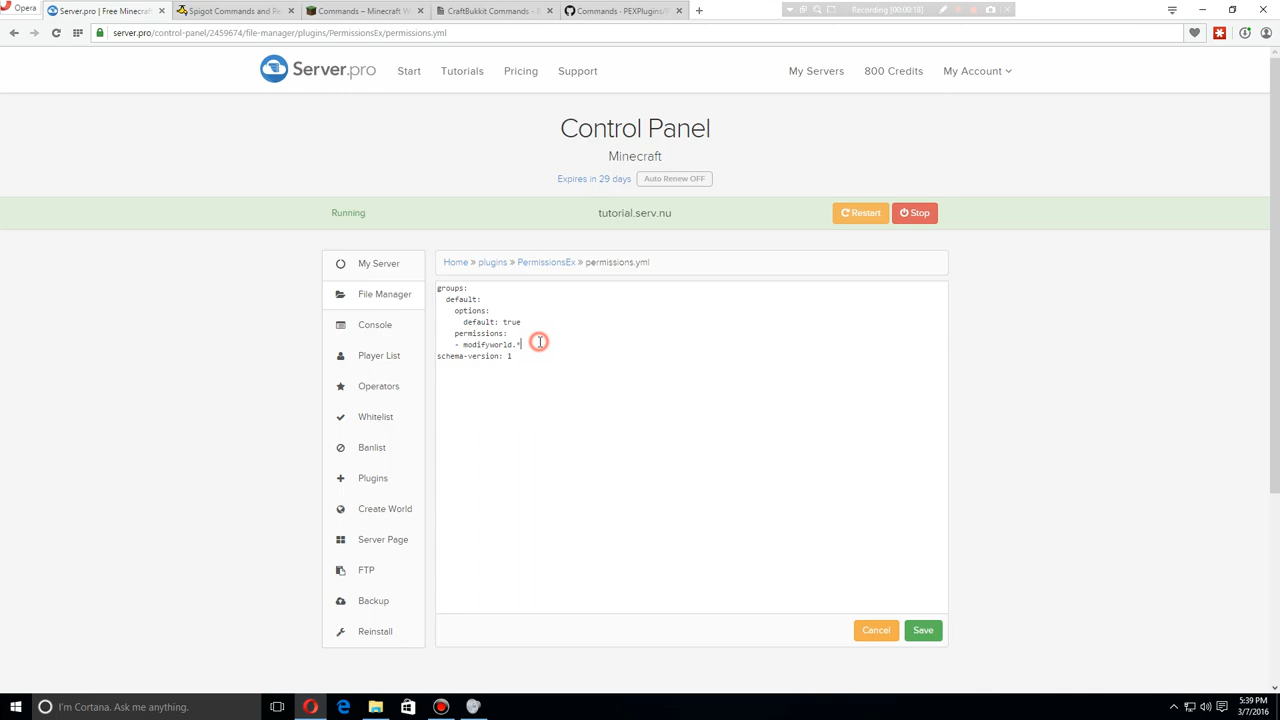 Opera
Server.pro | Free Minecraft
Spigot Commands and Pe
Commands – Minecraft W
CraftBukkit Commands -
Commands · PEXPlugins/
Recording [00:00:18]
server.pro/control-panel/2459674/file-manager/plugins/PermissionsEx/permissions.yml
Server.pro
Start
Tutorials
Pricing
Support
My Servers
800 Credits
My Account
Control Panel
Minecraft
Expires in 29 days
Auto Renew OFF
Running
tutorial.serv.nu
Restart
Stop
My Server
File Manager
Console
Player List
Operators
Whitelist
Banlist
Plugins
Create World
Server Page
FTP
Backup
Reinstall
Home » plugins » PermissionsEx » permissions.yml
groups:
default:
options:
default: true
permissions:
- modifyworld.*
schema-version: 1
Cancel
Save
I'm Cortana. Ask me anything.
5:39 PM
3/7/2016